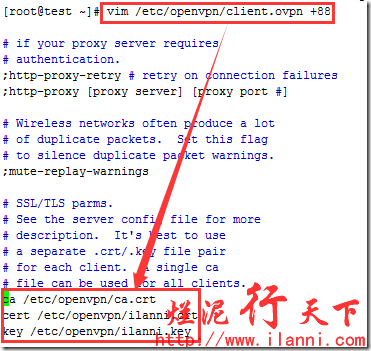 [root@test ~]# vim /etc/openvpn/client.ovpn +88
# if your proxy server requires
# authentication.
;http-proxy-retry # retry on connection failures
;http-proxy [proxy server] [proxy port #]
# Wireless networks often produce a lot
# of duplicate packets.  Set this flag
# to silence duplicate packet warnings.
;mute-replay-warnings
# SSL/TLS parms.
# See the server config file for more
# description.  It's best to use
# a separate .crt/.key file pair
# for each client.  A single ca
# file can be used for all clients.
ca /etc/openvpn/ca.crt
cert /etc/openvpn/ilanni.crt
key /etc/openvpn/ilanni.key
烂泥行天下
http://www.ilanni.com